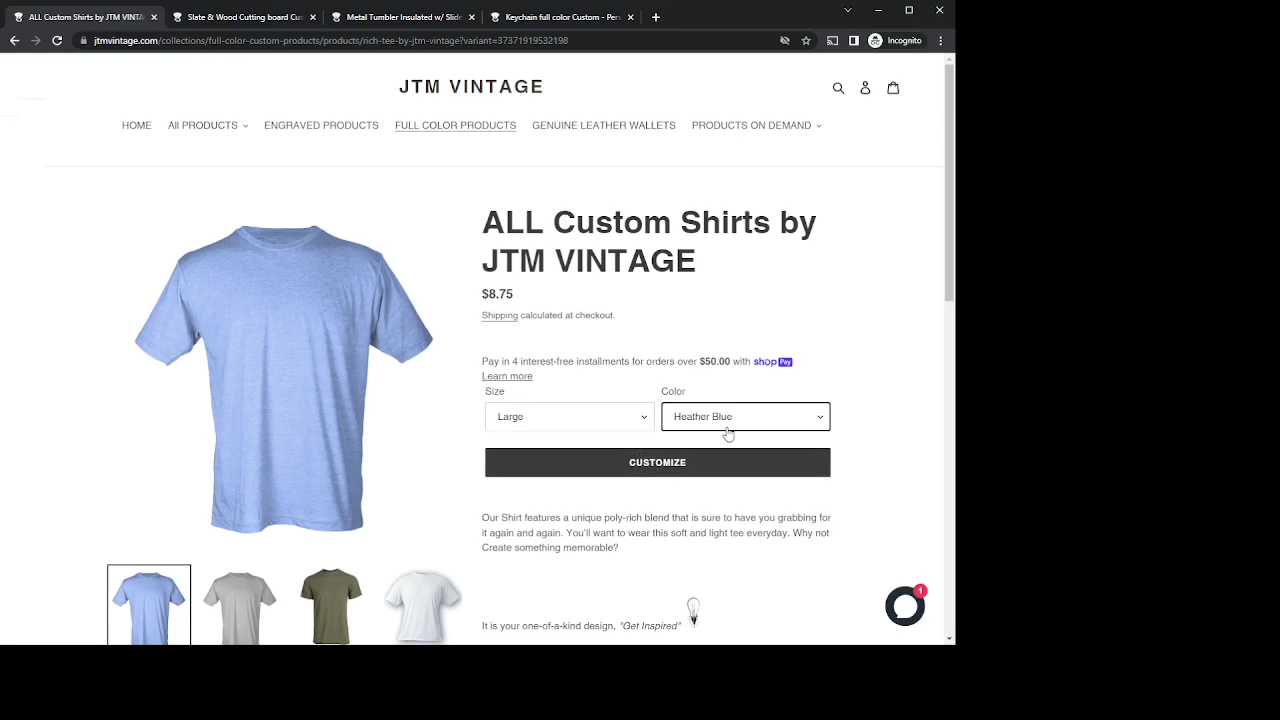 ALL Custom Shirts by JTM VINTA
Slate & Wood Cutting board Cus
Metal Tumbler Insulated w/ Slide
Keychain full color Custom - Pers
jtmvintage.com/collections/full-color-custom-products/products/rich-tee-by-jtm-vintage?variant=37371919532198
Incognito
JTM VINTAGE
HOME
All PRODUCTS
ENGRAVED PRODUCTS
FULL COLOR PRODUCTS
GENUINE LEATHER WALLETS
PRODUCTS ON DEMAND
ALL Custom Shirts by
JTM VINTAGE
$8.75
Shipping calculated at checkout.
Pay in 4 interest-free installments for orders over $50.00 with shop Pay
Learn more
Size
Color
Large
Heather Blue
CUSTOMIZE
Our Shirt features a unique poly-rich blend that is sure to have you grabbing for
it again and again. You'll want to wear this soft and light tee everyday. Why not
Create something memorable?
1
It is your one-of-a-kind design, "Get Inspired"